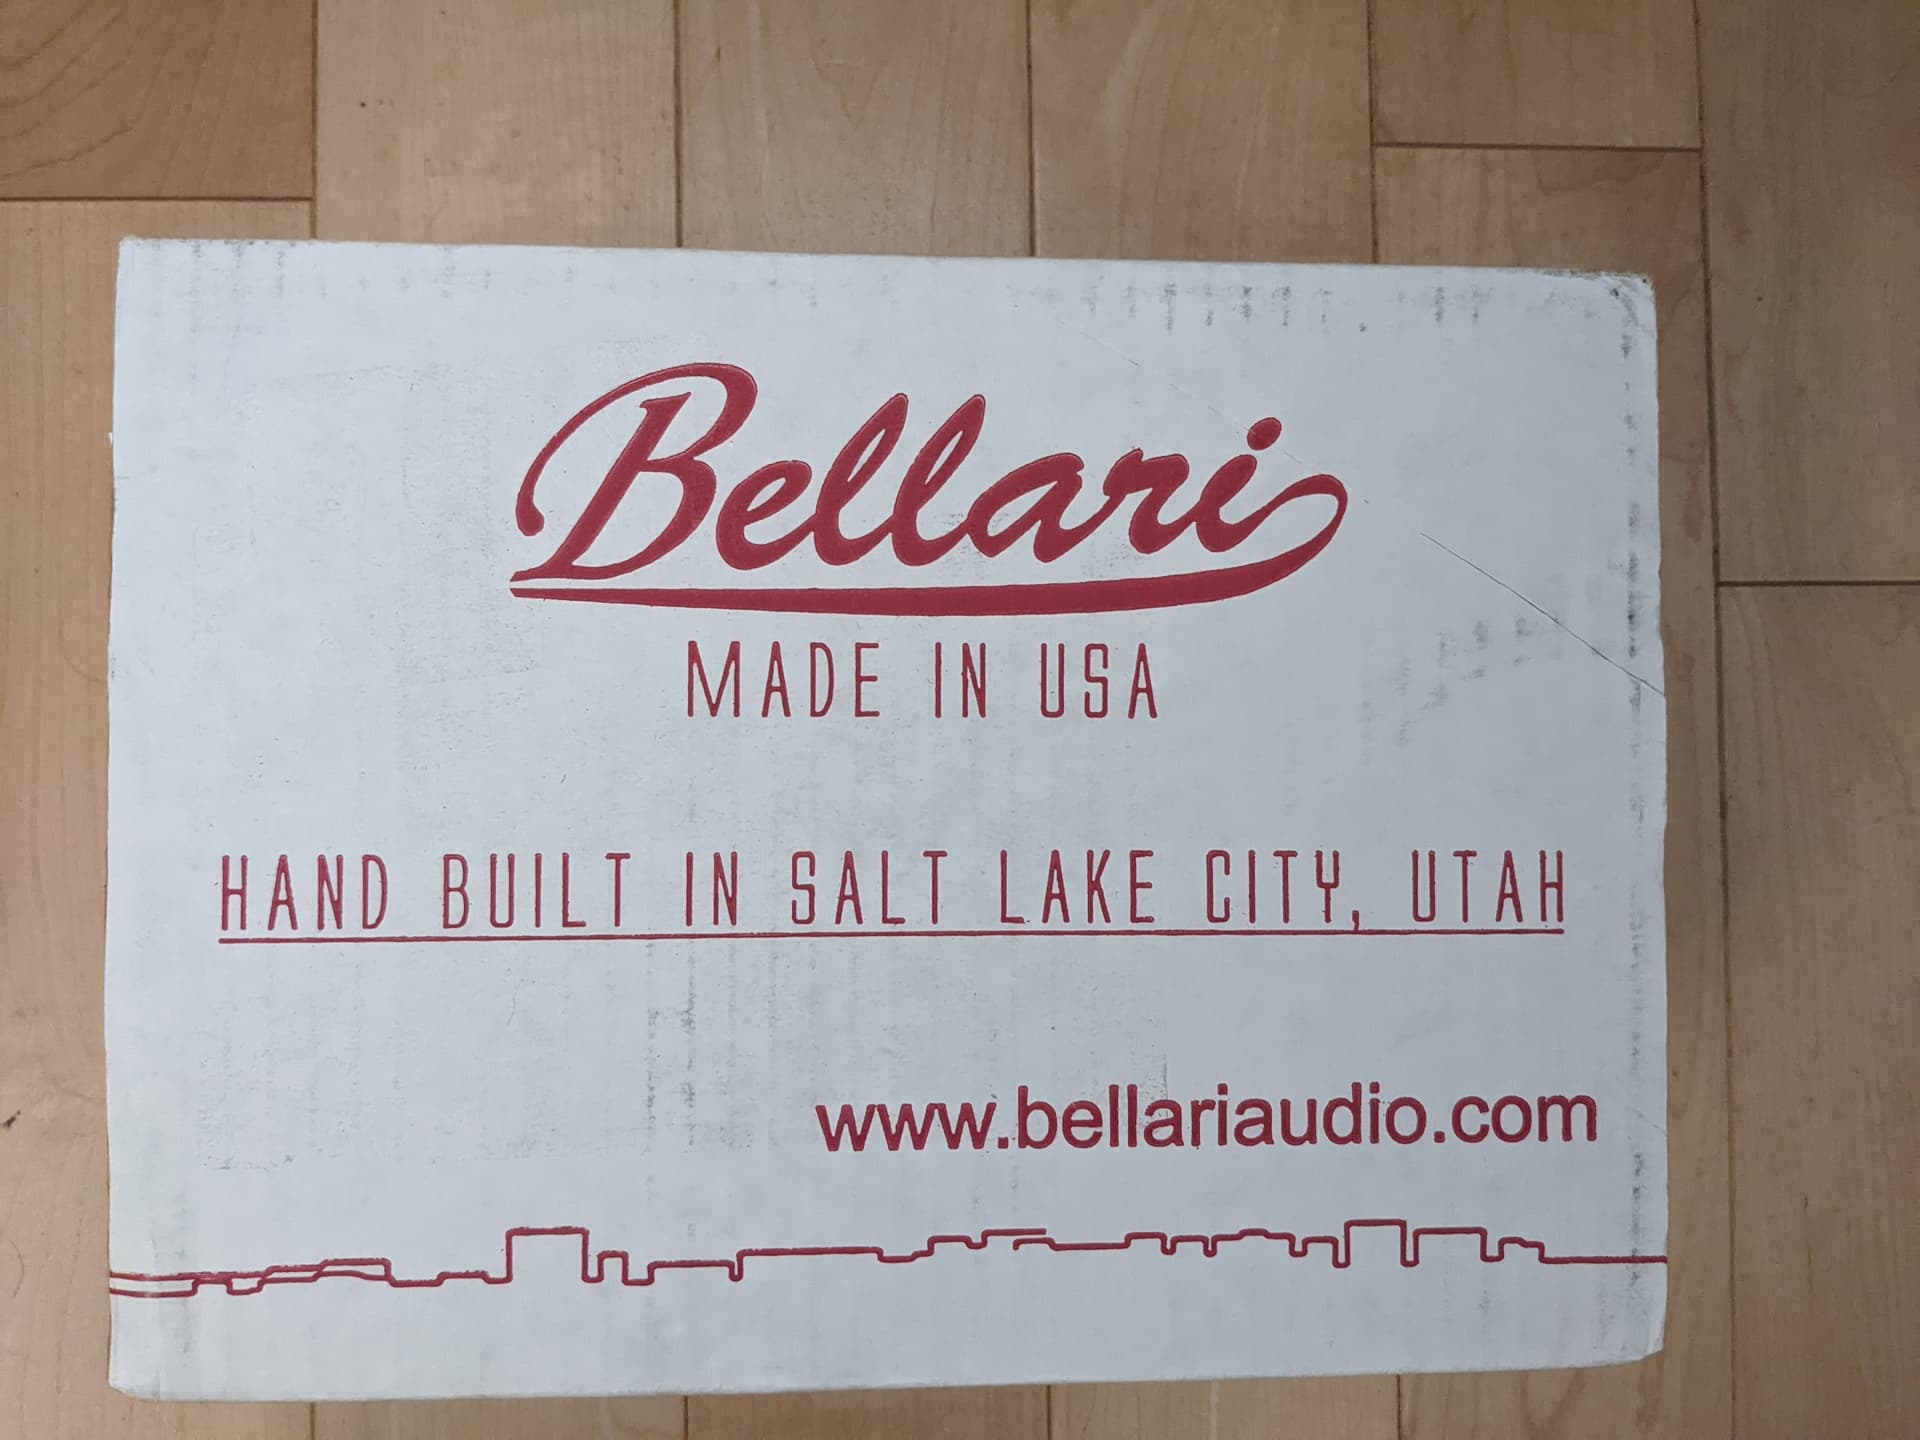 Bellari
MADE IN USA
HAND BUILT IN SALT LAKE CITY, UTAH
www.bellariaudio.com